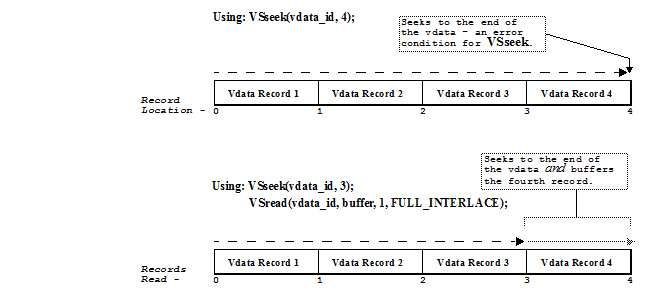 Using: VSseek(vdata_id, 4);
Seeks to the end of
the vdata - an error
condition for VSseek.
Vdata Record 1 Vdata Record 2 Vdata Record 3 Vdata Record 4
Record
Location -
0 1 2 3 4
Seeks to the end of
the vdata and buffers
the fourth record.
Using: VSseek(vdata_id, 3);
VSread(vdata_id, buffer, 1, FULL_INTERLACE);
Vdata Record 1 Vdata Record 2 Vdata Record 3 Vdata Record 4
Records
Read -
0 1 2 3 4